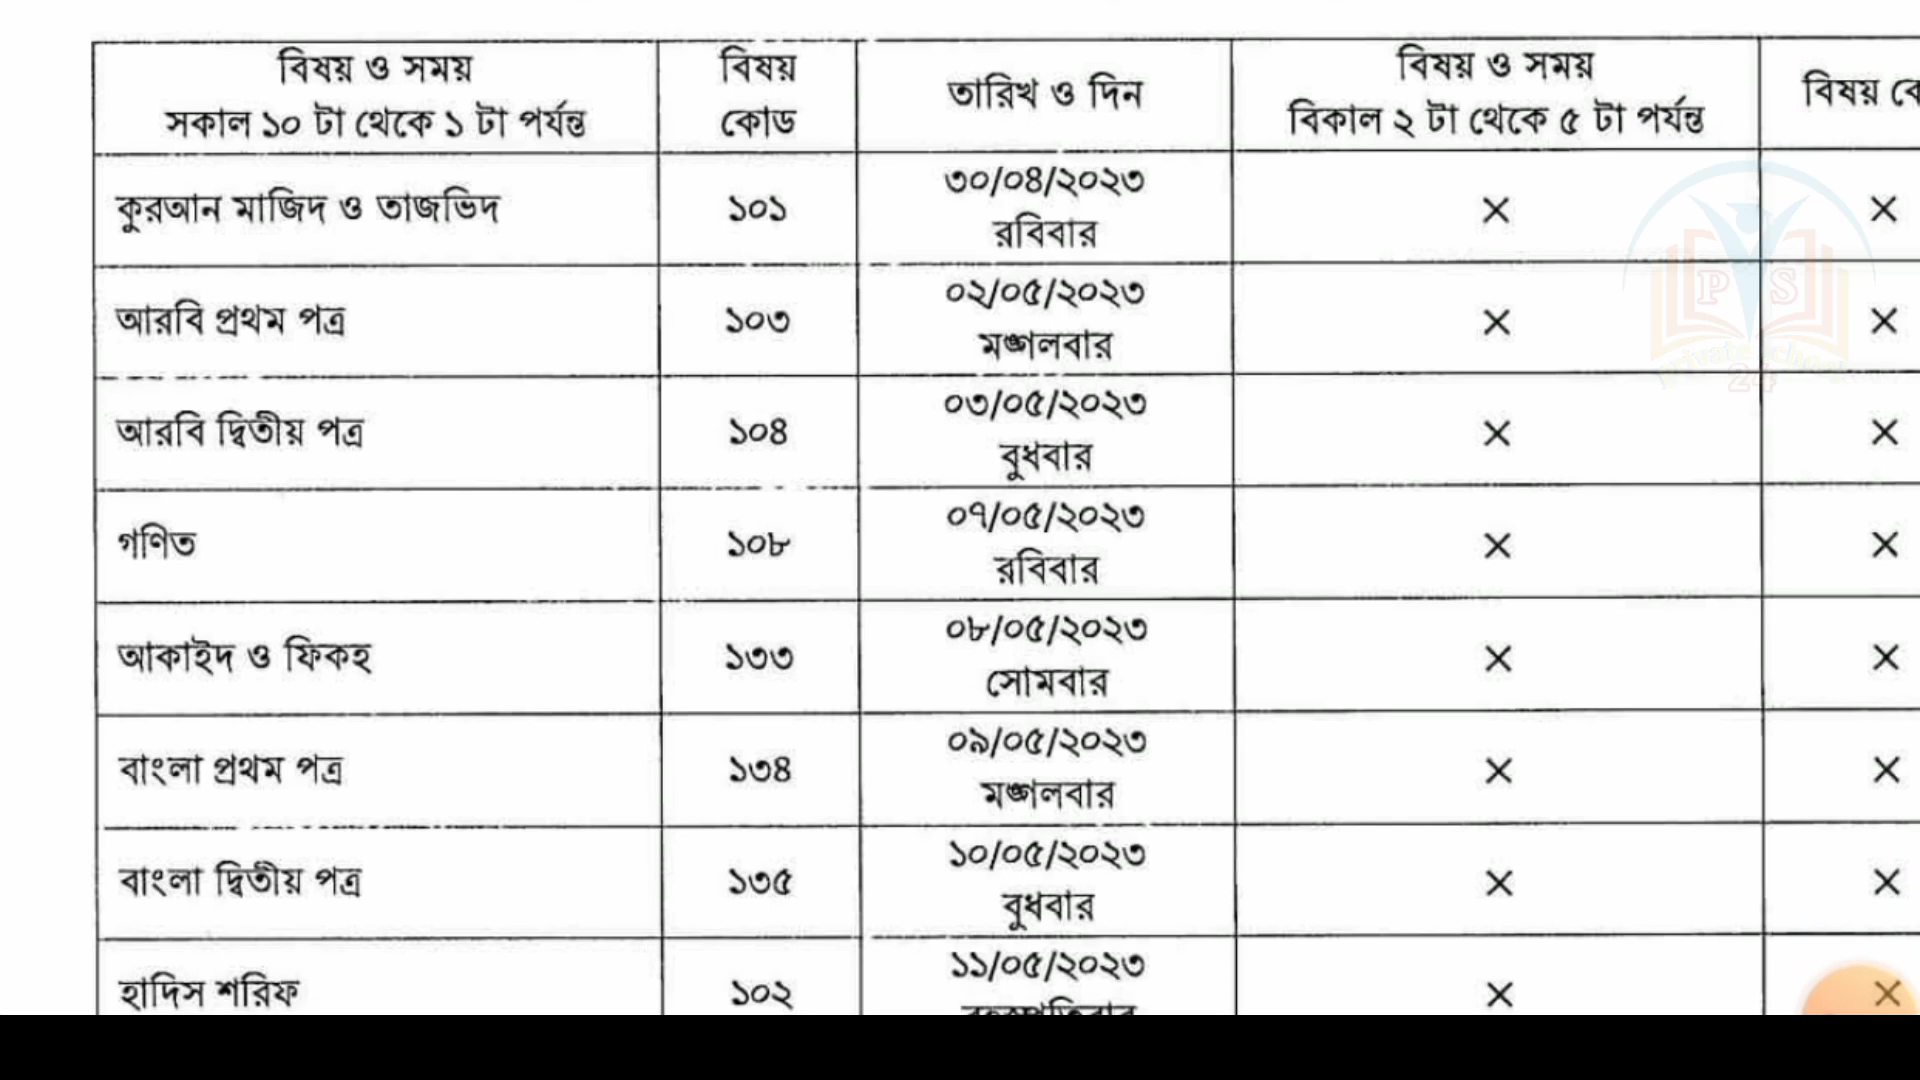 বিষয় ও সময়
সকাল ১০ টা থেকে ১ টা পর্যন্ত
বিষয়
কোড
তারিখ ও দিন
বিষয় ও সময়
বিকাল ২ টা থেকে ৫ টা পর্যন্ত
বিষয়
কুরআন মাজিদ ও তাজভিদ
১০১
৩০/০৪/২০২৩
রবিবার
×
×
আরবি প্রথম পত্র
১০৩
০২/০৫/২০২৩
মঙ্গলবার
×
×
আরবি দ্বিতীয় পত্র
১০৪
০৩/০৫/২০২৩
বুধবার
×
×
গণিত
১০৮
০৭/০৫/২০২৩
রবিবার
×
×
আকাইদ ও ফিকহ
১৩৩
০৮/০৫/২০২৩
সোমবার
×
×
বাংলা প্রথম পত্র
১৩৪
০৯/০৫/২০২৩
মঙ্গলবার
×
×
বাংলা দ্বিতীয় পত্র
১৩৫
১০/০৫/২০২৩
বুধবার
×
×
হাদিস শরিফ
১০২
১১/০৫/২০২৩
×
×
P S
private school
24